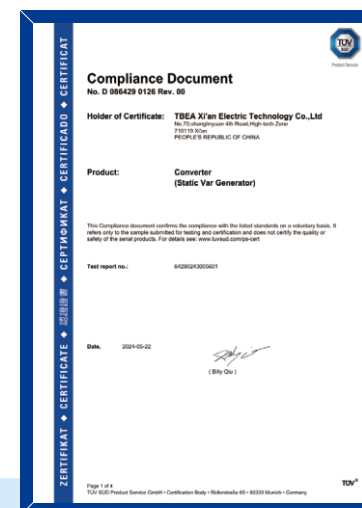 TÜV
SÜD
Product Service
Compliance Document
No. D 086429 0126 Rev. 00
Holder of Certificate: TBEA Xi'an Electric Technology Co.,Ltd
No.70,shanglinyuan 4th Road,High-tech Zone
710119 Xi'an
PEOPLE'S REPUBLIC OF CHINA
Product: Converter
(Static Var Generator)
This Compliance document confirms the compliance with the listed standards on a voluntary basis. It
refers only to the sample submitted for testing and certification and does not certify the quality or
safety of the serial products. For details see: www.tuvsud.com/ps-cert
Test report no.: 64290243005601
Date, 2024-05-22
( Billy Qiu )
Page 1 of 4
TÜV SÜD Product Service GmbH • Certification Body • Ridlerstraße 65 • 80339 Munich • Germany
TÜV®
ZERTIFIKAT ◆ CERTIFICATE ◆ 認證證書 ◆ СЕРТИФИКАТ ◆ CERTIFICADO ◆ CERTIFICAT